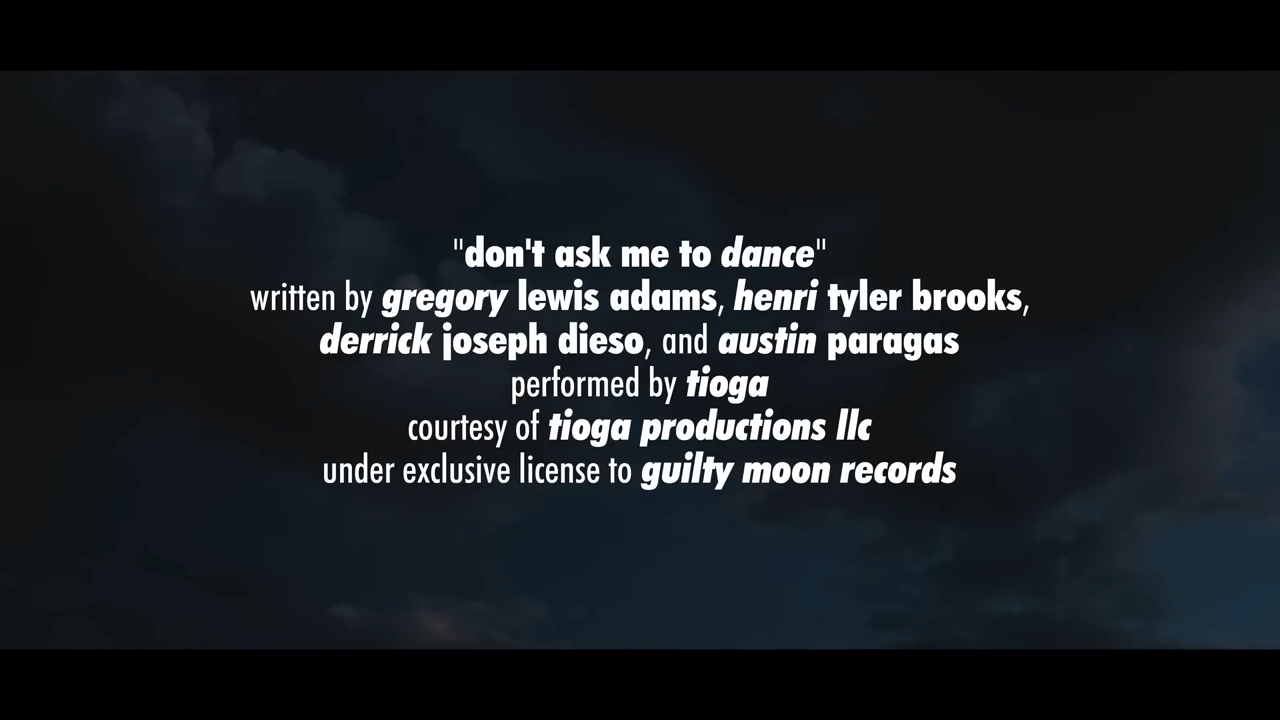 "don't ask me to dance"
written by gregory lewis adams, henri tyler brooks,
derrick joseph dieso, and austin paragas
performed by tioga
courtesy of tioga productions llc
under exclusive license to guilty moon records